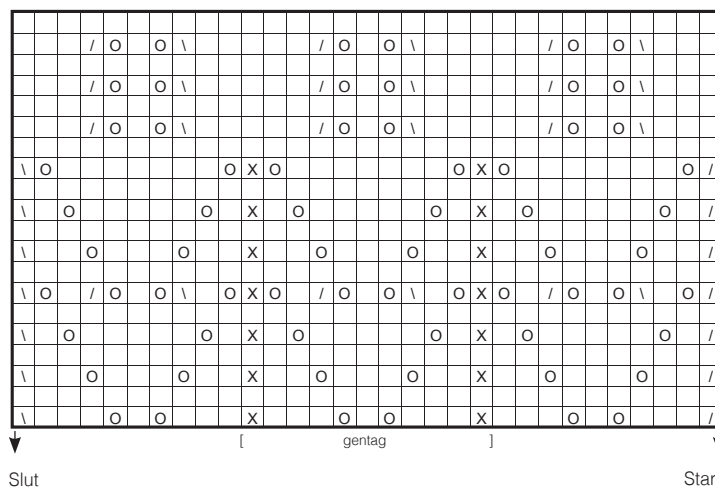 / O O \ / O O \ / O O \
/ O O \ / O O \ / O O \
/ O O \ / O O \ / O O \
\ O O X O O X O O /
\ O O X O O X O O /
\ O O X O O X O O /
\ O / O O \ O X O / O O \ O X O / O O \ O /
\ O O X O O X O O /
\ O O X O O X O O /
\ O O X O O X O O /
[ gentag ]
Slut Star